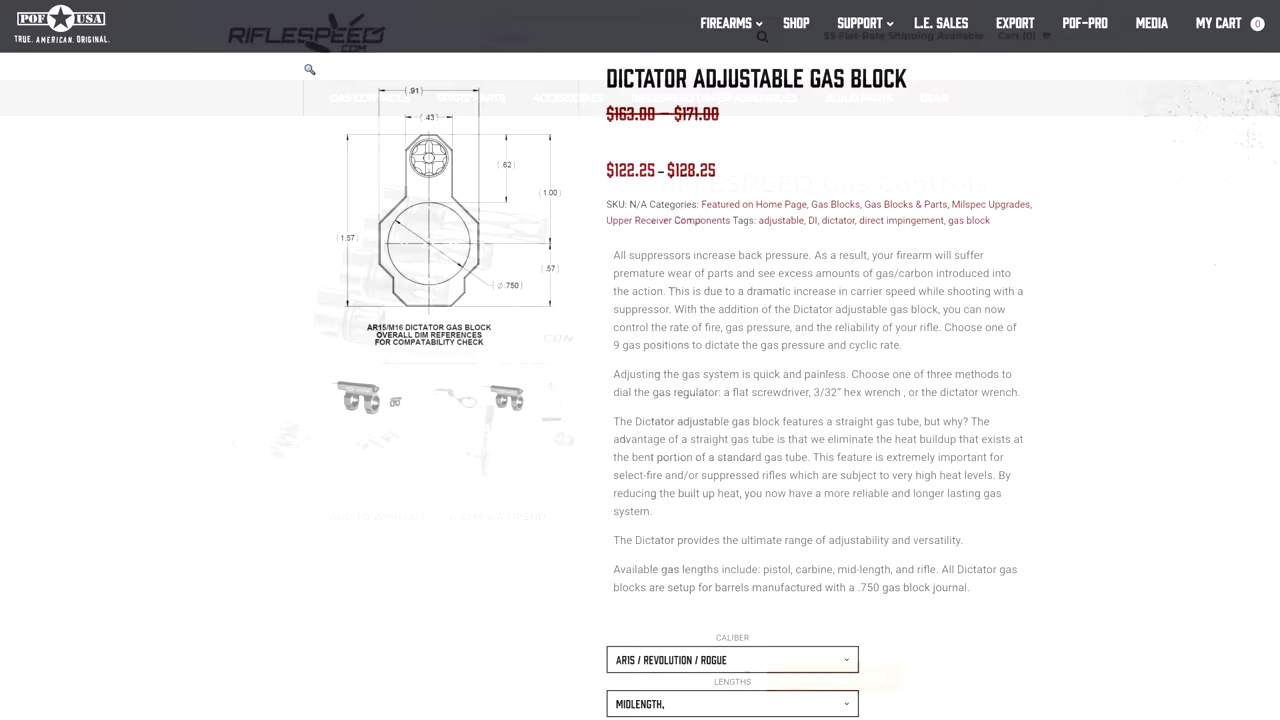 POF USA
TRUE. AMERICAN. ORIGINAL.
RIFLESPEED
.COM
FIREARMS SHOP SUPPORT L.E. SALES EXPORT POF-PRO MEDIA MY CART 0
$5 Flat-Rate Shipping Available Cart (0)
GAS CONTROLS SPARE PARTS ACCESSORIES BUILD PARTS GEAR
DICTATOR ADJUSTABLE GAS BLOCK
$163.00 – $171.00
$122.25 – $128.25
RIFLESPEED Gas Controls
SKU: N/A Categories: Featured on Home Page, Gas Blocks, Gas Blocks & Parts, Milspec Upgrades,
Upper Receiver Components Tags: adjustable, DI, dictator, direct impingement, gas block
(.91)
(.43)
(.62)
(1.00)
(1.57)
(.57)
(Ø.750)
AR15/M16 DICTATOR GAS BLOCK
OVERALL DIM REFERENCES
FOR COMPATABILITY CHECK
All suppressors increase back pressure. As a result, your firearm will suffer
premature wear of parts and see excess amounts of gas/carbon introduced into
the action. This is due to a dramatic increase in carrier speed while shooting with a
suppressor. With the addition of the Dictator adjustable gas block, you can now
control the rate of fire, gas pressure, and the reliability of your rifle. Choose one of
9 gas positions to dictate the gas pressure and cyclic rate.
Adjusting the gas system is quick and painless. Choose one of three methods to
dial the gas regulator: a flat screwdriver, 3/32” hex wrench , or the dictator wrench.
The Dictator adjustable gas block features a straight gas tube, but why? The
advantage of a straight gas tube is that we eliminate the heat buildup that exists at
the bent portion of a standard gas tube. This feature is extremely important for
select-fire and/or suppressed rifles which are subject to very high heat levels. By
reducing the built up heat, you now have a more reliable and longer lasting gas
system.
The Dictator provides the ultimate range of adjustability and versatility.
Available gas lengths include: pistol, carbine, mid-length, and rifle. All Dictator gas
blocks are setup for barrels manufactured with a .750 gas block journal.
ADD TO WISH LIST EMAIL A FRIEND
CALIBER
AR15 / REVOLUTION / ROGUE
LENGTHS
MIDLENGTH,